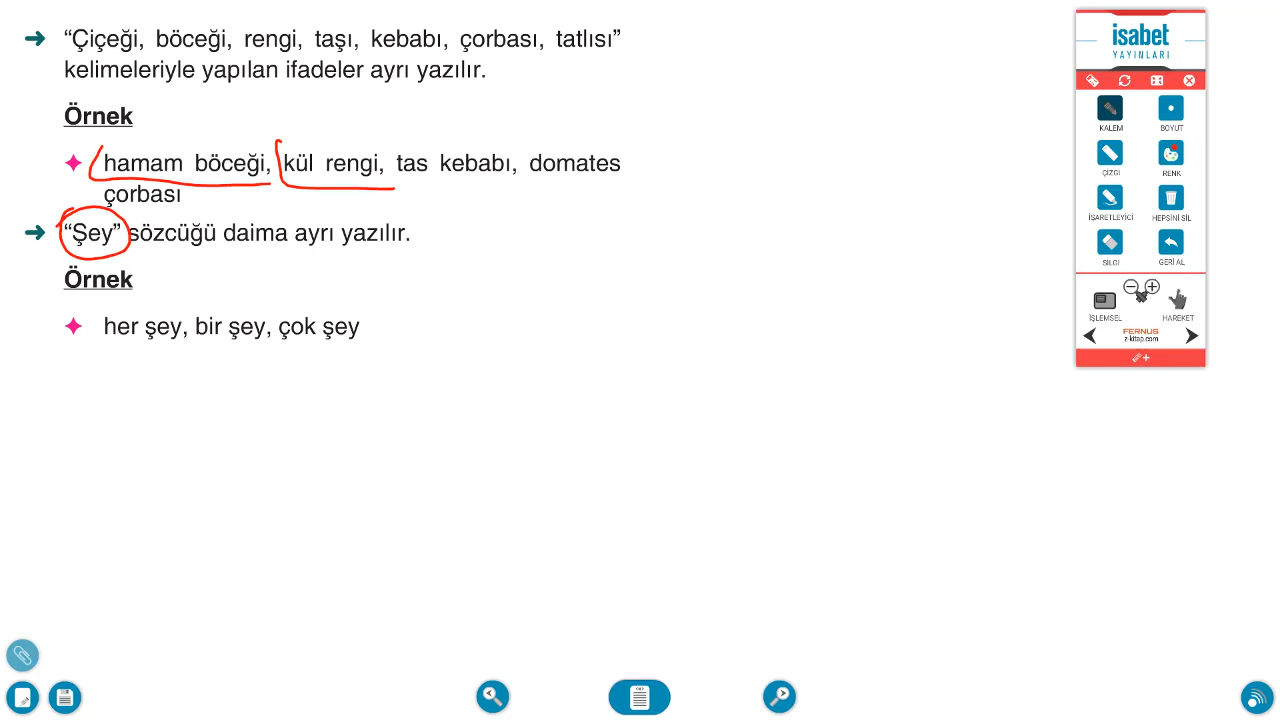 “Çiçeği, böceği, rengi, taşı, kebabı, çorbası, tatlısı”
kelimeleriyle yapılan ifadeler ayrı yazılır.
Örnek
hamam böceği, kül rengi, tas kebabı, domates
çorbası
“Şey” sözcüğü daima ayrı yazılır.
Örnek
her şey, bir şey, çok şey
isabet
YAYINLARI
KALEM
BOYUT
ÇİZGİ
RENK
İŞARETLEYİCİ
HEPSİNİ SİL
SİLGİ
GERİ AL
İŞLEMSEL
HAREKET
FERNUS
z-kitap.com